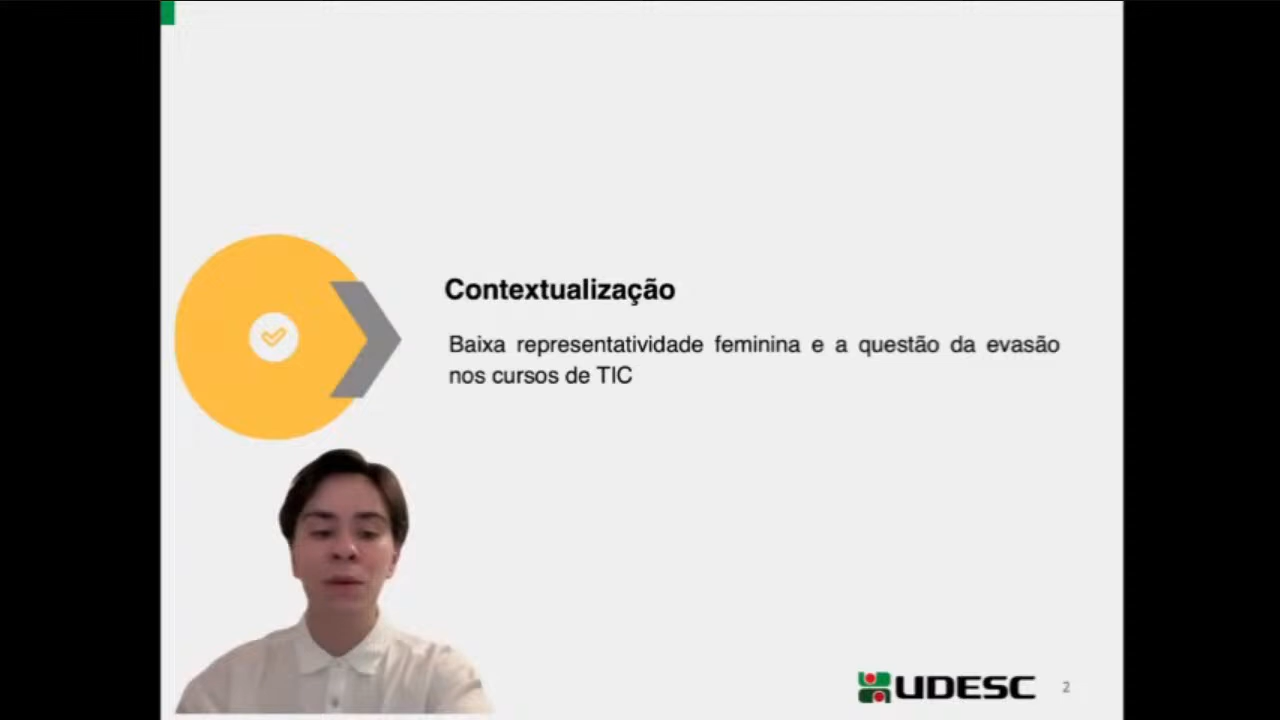 Contextualização
Baixa representatividade feminina e a questão da evasão
nos cursos de TIC
UDESC
2